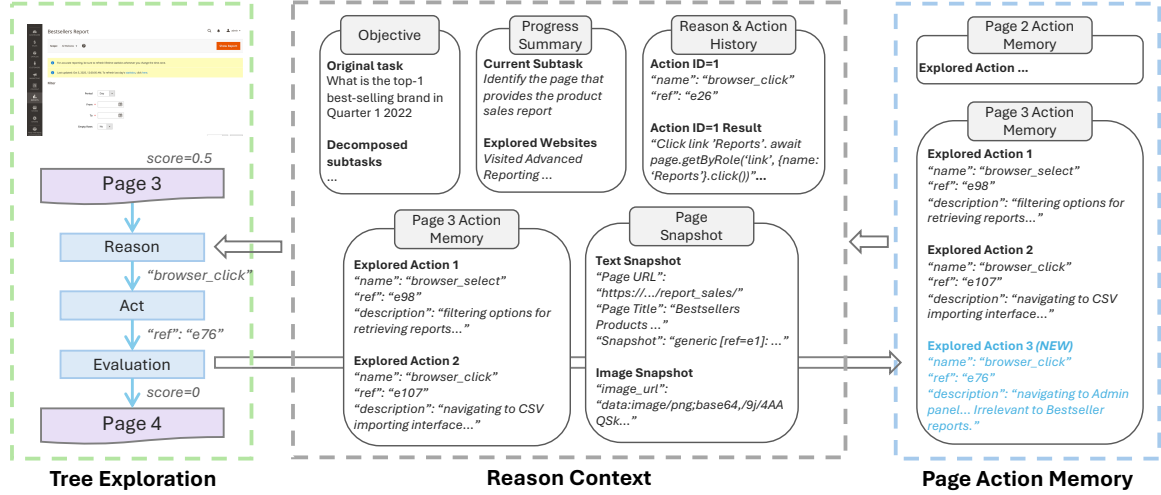 Bestsellers Report
score=0.5
Page 3
Reason
“browser_click”
Act
“ref”: “e76”
Evaluation
score=0
Page 4
Tree Exploration
Objective
Original task
What is the top-1
best-selling brand in
Quarter 1 2022
Decomposed
subtasks
...
Progress
Summary
Current Subtask
Identify the page that
provides the product
sales report
Explored Websites
Visited Advanced
Reporting ...
Reason & Action
History
Action ID=1
“name”: “browser_click”
“ref”: “e26”
Action ID=1 Result
“Click link ’Reports’. await
page.getByRole(‘link’, {name:
‘Reports’}.click())”...
Page 3 Action
Memory
Explored Action 1
“name”: “browser_select”
“ref”: “e98”
“description”: “filtering options for
retrieving reports...”
Explored Action 2
“name”: “browser_click”
“ref”: “e107”
“description”: “navigating to CSV
importing interface...”
Page
Snapshot
Text Snapshot
“Page URL”:
“https://.../report_sales/”
“Page Title”: “Bestsellers
Products ...”
“Snapshot”: “generic [ref=e1]: ...”
Image Snapshot
“image_url”:
“data:image/png;base64,/9j/4AA
QSk...”
Reason Context
Page 2 Action
Memory
Explored Action ...
Page 3 Action
Memory
Explored Action 1
“name”: “browser_select”
“ref”: “e98”
“description”: “filtering options for
retrieving reports...”
Explored Action 2
“name”: “browser_click”
“ref”: “e107”
“description”: “navigating to CSV
importing interface...”
Explored Action 3 (NEW)
“name”: “browser_click”
“ref”: “e76”
“description”: “navigating to Admin
panel... Irrelevant to Bestseller
reports.”
Page Action Memory